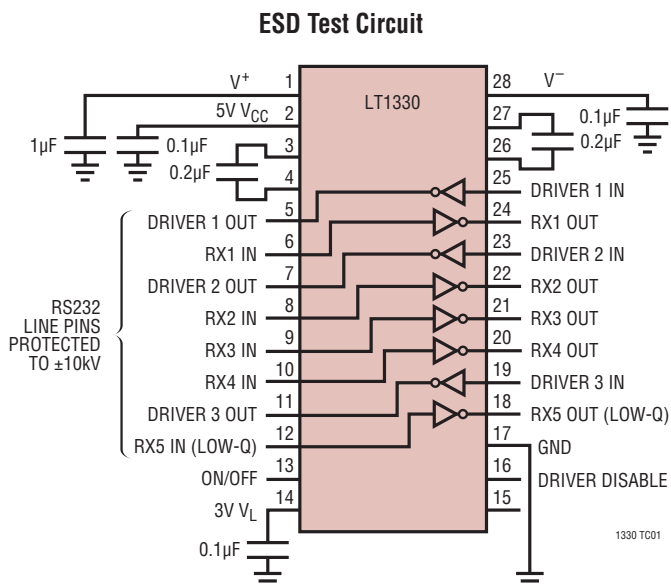 ESD Test Circuit
LT1330
V+ 1
5V VCC 2
3
4
1µF
0.1µF
0.2µF
DRIVER 1 OUT 5
RX1 IN 6
DRIVER 2 OUT 7
RX2 IN 8
RX3 IN 9
RX4 IN 10
DRIVER 3 OUT 11
RX5 IN (LOW-Q) 12
ON/OFF 13
3V VL 14
0.1µF
RS232
LINE PINS
PROTECTED
TO ±10kV
28 V–
27
26
0.1µF
0.2µF
25 DRIVER 1 IN
24 RX1 OUT
23 DRIVER 2 IN
22 RX2 OUT
21 RX3 OUT
20 RX4 OUT
19 DRIVER 3 IN
18 RX5 OUT (LOW-Q)
17 GND
16 DRIVER DISABLE
15
1330 TC01